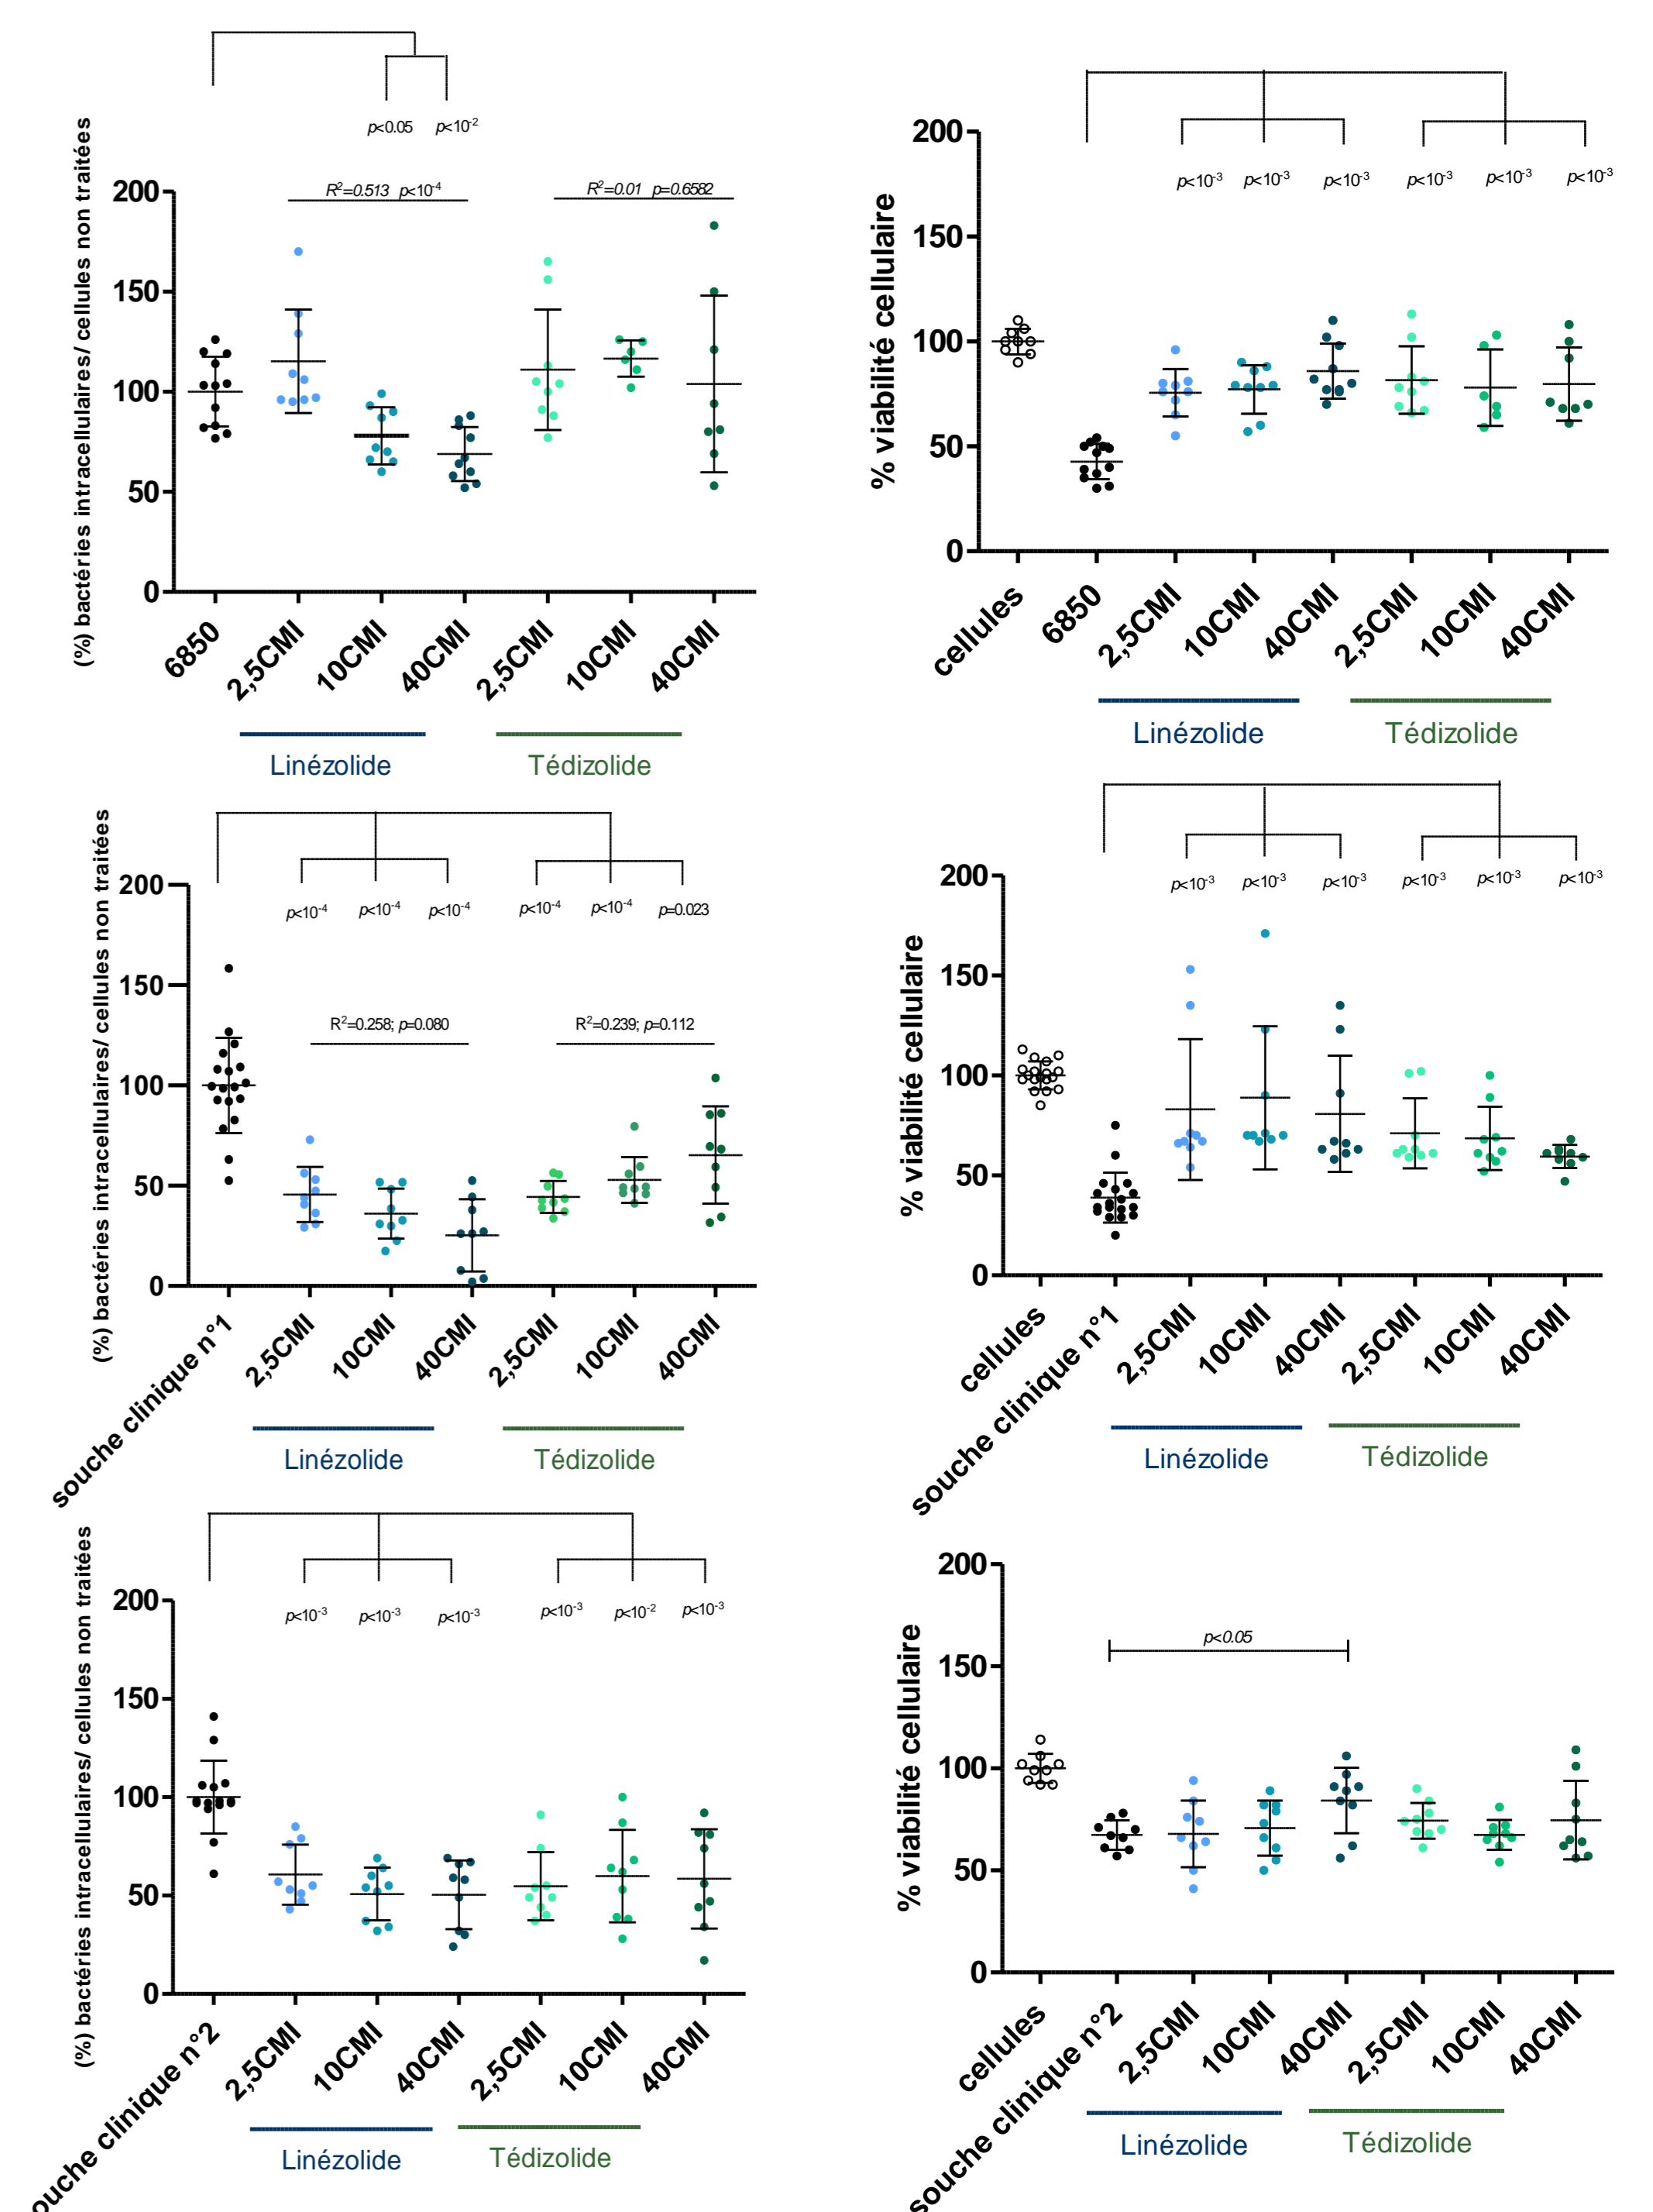 p<0.05 p<10-2
R2=0.513 p<10-4 R2=0.01 p=0.6582
(%) bactéries intracellulaires/ cellules non traitées
200
150
100
50
0
6850 2,5CMI 10CMI 40CMI 2,5CMI 10CMI 40CMI
Linézolide Tédizolide
p<10-3 p<10-3 p<10-3 p<10-3 p<10-3 p<10-3
% viabilité cellulaire
200
150
100
50
0
cellules 6850 2,5CMI 10CMI 40CMI 2,5CMI 10CMI 40CMI
Linézolide Tédizolide
p<10-4 p<10-4 p<10-4 p<10-4 p<10-4 p=0.023
R2=0.258; p=0.080 R2=0.239; p=0.112
(%) bactéries intracellulaires/ cellules non traitées
200
150
100
50
0
souche clinique n°1 2,5CMI 10CMI 40CMI 2,5CMI 10CMI 40CMI
Linézolide Tédizolide
p<10-3 p<10-3 p<10-3 p<10-3 p<10-3 p<10-3
% viabilité cellulaire
200
150
100
50
0
cellules souche clinique n°1 2,5CMI 10CMI 40CMI 2,5CMI 10CMI 40CMI
Linézolide Tédizolide
p<10-3 p<10-3 p<10-3 p<10-3 p<10-2 p<10-3
(%) bactéries intracellulaires/ cellules non traitées
200
150
100
50
0
ouche clinique n°2 2,5CMI 10CMI 40CMI 2,5CMI 10CMI 40CMI
Linézolide Tédizolide
p<0.05
% viabilité cellulaire
200
150
100
50
0
cellules souche clinique n°2 2,5CMI 10CMI 40CMI 2,5CMI 10CMI 40CMI
Linézolide Tédizolide